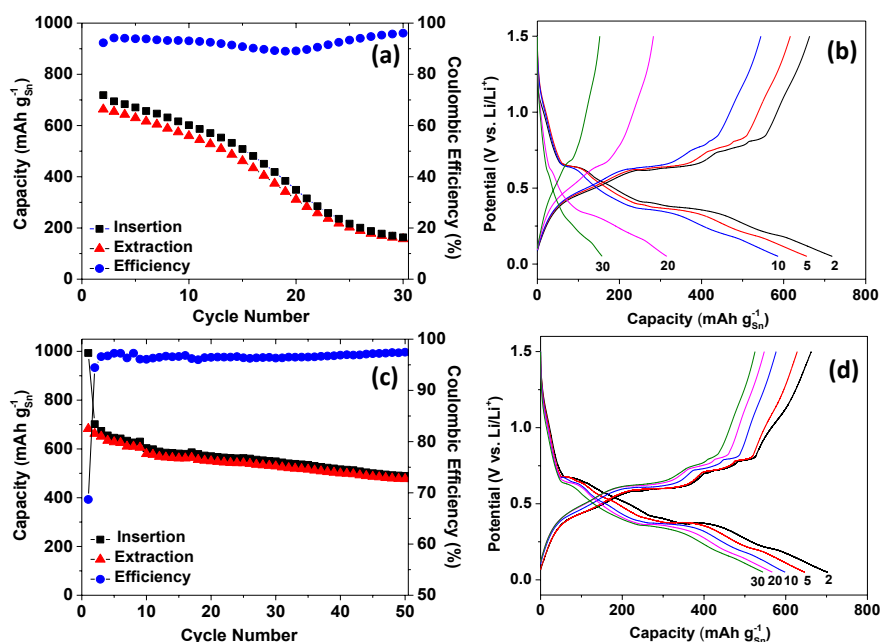 (a)
Capacity (mAh g⁻¹Sn)
1000
800
600
400
200
0
Insertion
Extraction
Efficiency
0 10 20 30
Cycle Number
100
80
60
40
20
0
Coulombic Efficiency (%)
(b)
Potential (V vs. Li/Li⁺)
1.5
1.0
0.5
0.0
30 20 10 5 2
0 200 400 600 800
Capacity (mAh g⁻¹Sn)
(c)
Capacity (mAh g⁻¹Sn)
1000
800
600
400
200
0
Insertion
Extraction
Efficiency
0 10 20 30 40 50
Cycle Number
100
90
80
70
60
50
Coulombic Efficiency (%)
(d)
Potential (V vs. Li/Li⁺)
1.5
1.0
0.5
0.0
30 20 10 5 2
0 200 400 600 800
Capacity (mAh g⁻¹Sn)